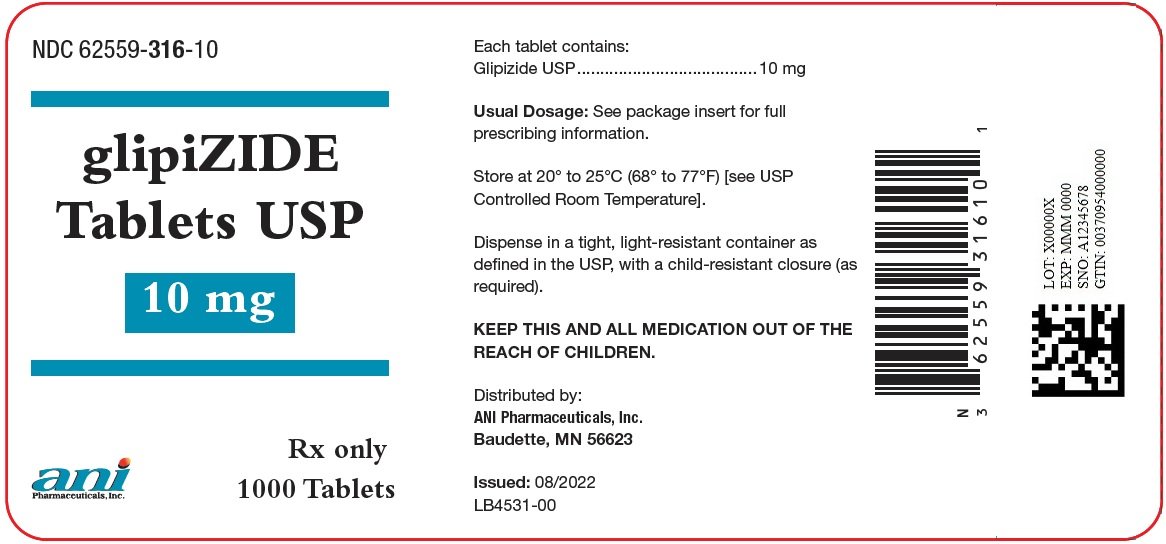 NDC 62559-316-10
glipiZIDE
Tablets USP
10 mg
ani
Pharmaceuticals, Inc.
Rx only
1000 Tablets
Each tablet contains:
Glipizide USP.......................................10 mg
Usual Dosage: See package insert for full
prescribing information.
Store at 20° to 25°C (68° to 77°F) [see USP
Controlled Room Temperature].
Dispense in a tight, light-resistant container as
defined in the USP, with a child-resistant closure (as
required).
KEEP THIS AND ALL MEDICATION OUT OF THE
REACH OF CHILDREN.
Distributed by:
ANI Pharmaceuticals, Inc.
Baudette, MN 56623
Issued: 08/2022
LB4531-00
N
3 62559 31610 1
LOT: X00000X
EXP: MMM 0000
SNO: A12345678
GTIN: 00370954000000